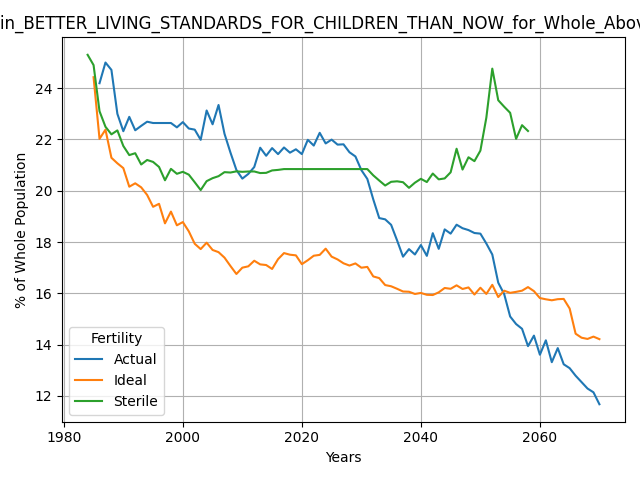 in_BETTER_LIVING_STANDARDS_FOR_CHILDREN_THAN_NOW_for_Whole_Abov
24
22
20
18
16
14
12
% of Whole Population
Fertility
Actual
Ideal
Sterile
1980
2000
2020
2040
2060
Years